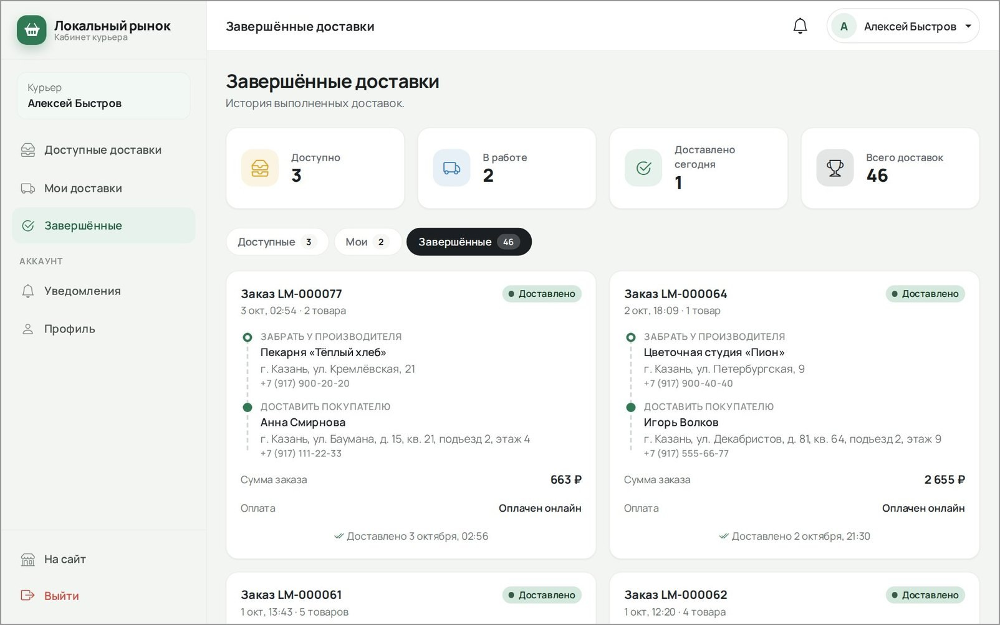 Локальный рынок
Кабинет курьера
Курьер
Алексей Быстров
Доступные доставки
Мои доставки
Завершённые
АККАУНТ
Уведомления
Профиль
На сайт
Выйти
Завершённые доставки
А Алексей Быстров
Завершённые доставки
История выполненных доставок.
Доступно
3
В работе
2
Доставлено
сегодня
1
Всего доставок
46
Доступные 3
Мои 2
Завершённые 46
Заказ LM-000077 Доставлено
3 окт, 02:54 · 2 товара
ЗАБРАТЬ У ПРОИЗВОДИТЕЛЯ
Пекарня «Тёплый хлеб»
г. Казань, ул. Кремлёвская, 21
+7 (917) 900-20-20
ДОСТАВИТЬ ПОКУПАТЕЛЮ
Анна Смирнова
г. Казань, ул. Баумана, д. 15, кв. 21, подъезд 2, этаж 4
+7 (917) 111-22-33
Сумма заказа 663 ₽
Оплата Оплачен онлайн
Доставлено 3 октября, 02:56
Заказ LM-000064 Доставлено
2 окт, 18:09 · 1 товар
ЗАБРАТЬ У ПРОИЗВОДИТЕЛЯ
Цветочная студия «Пион»
г. Казань, ул. Петербургская, 9
+7 (917) 900-40-40
ДОСТАВИТЬ ПОКУПАТЕЛЮ
Игорь Волков
г. Казань, ул. Декабристов, д. 81, кв. 64, подъезд 2, этаж 9
+7 (917) 555-66-77
Сумма заказа 2 655 ₽
Оплата Оплачен онлайн
Доставлено 2 октября, 21:30
Заказ LM-000061 Доставлено
1 окт, 13:43 · 5 товаров
Заказ LM-000062 Доставлено
1 окт, 12:20 · 4 товара